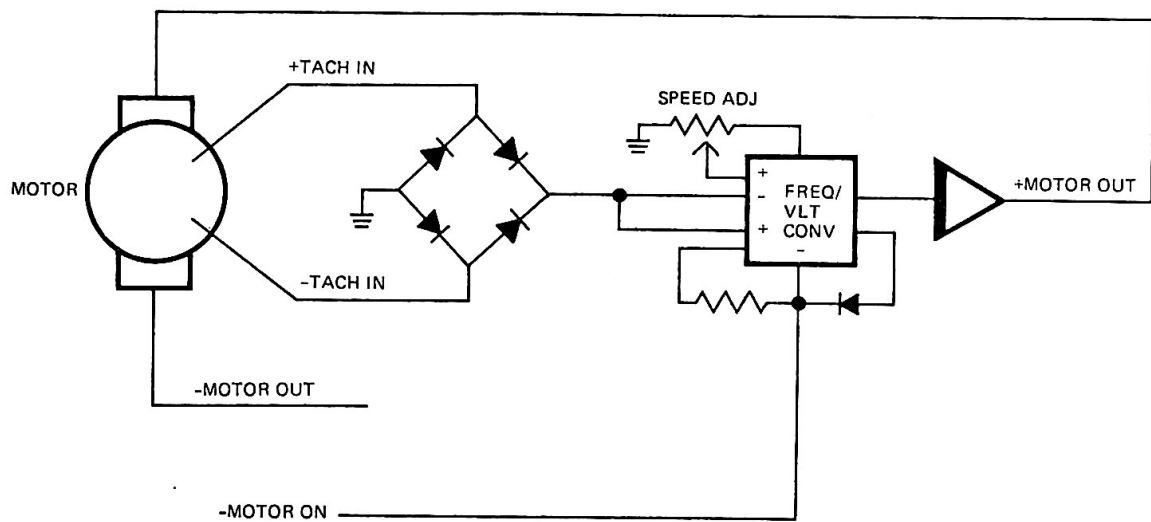 +TACH IN
SPEED ADJ
MOTOR
+
-
+
-
FREQ/
VLT
CONV
+MOTOR OUT
-TACH IN
-MOTOR OUT
-MOTOR ON